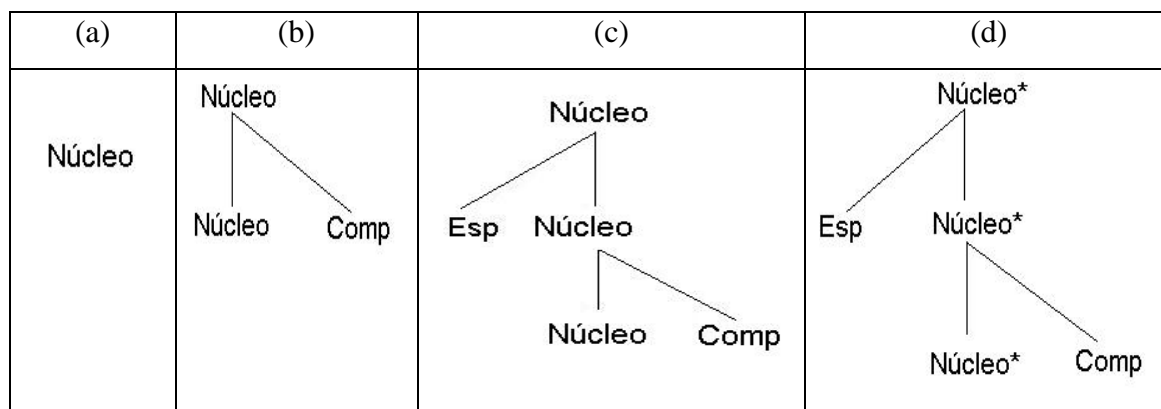 (a) (b) (c) (d)
Núcleo
Núcleo
Núcleo Comp
Núcleo
Esp Núcleo
Núcleo Comp
Núcleo*
Esp Núcleo*
Núcleo* Comp